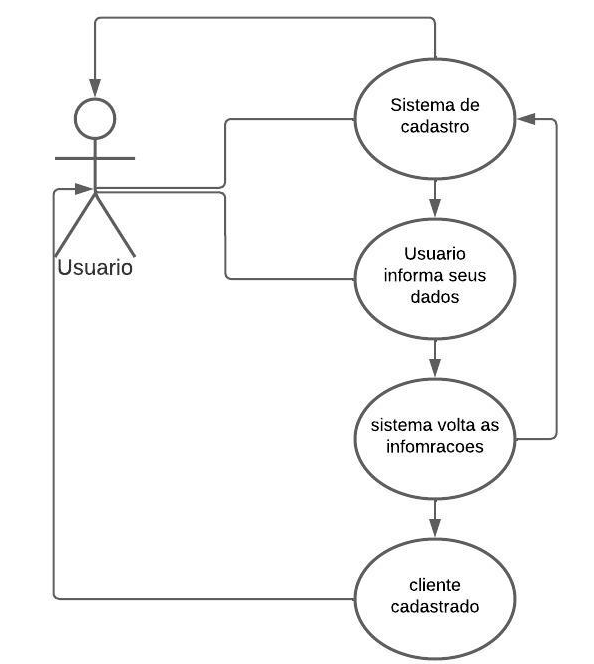 Sistema de
cadastro
Usuario
Usuario
informa seus
dados
sistema volta as
infomracoes
cliente
cadastrado